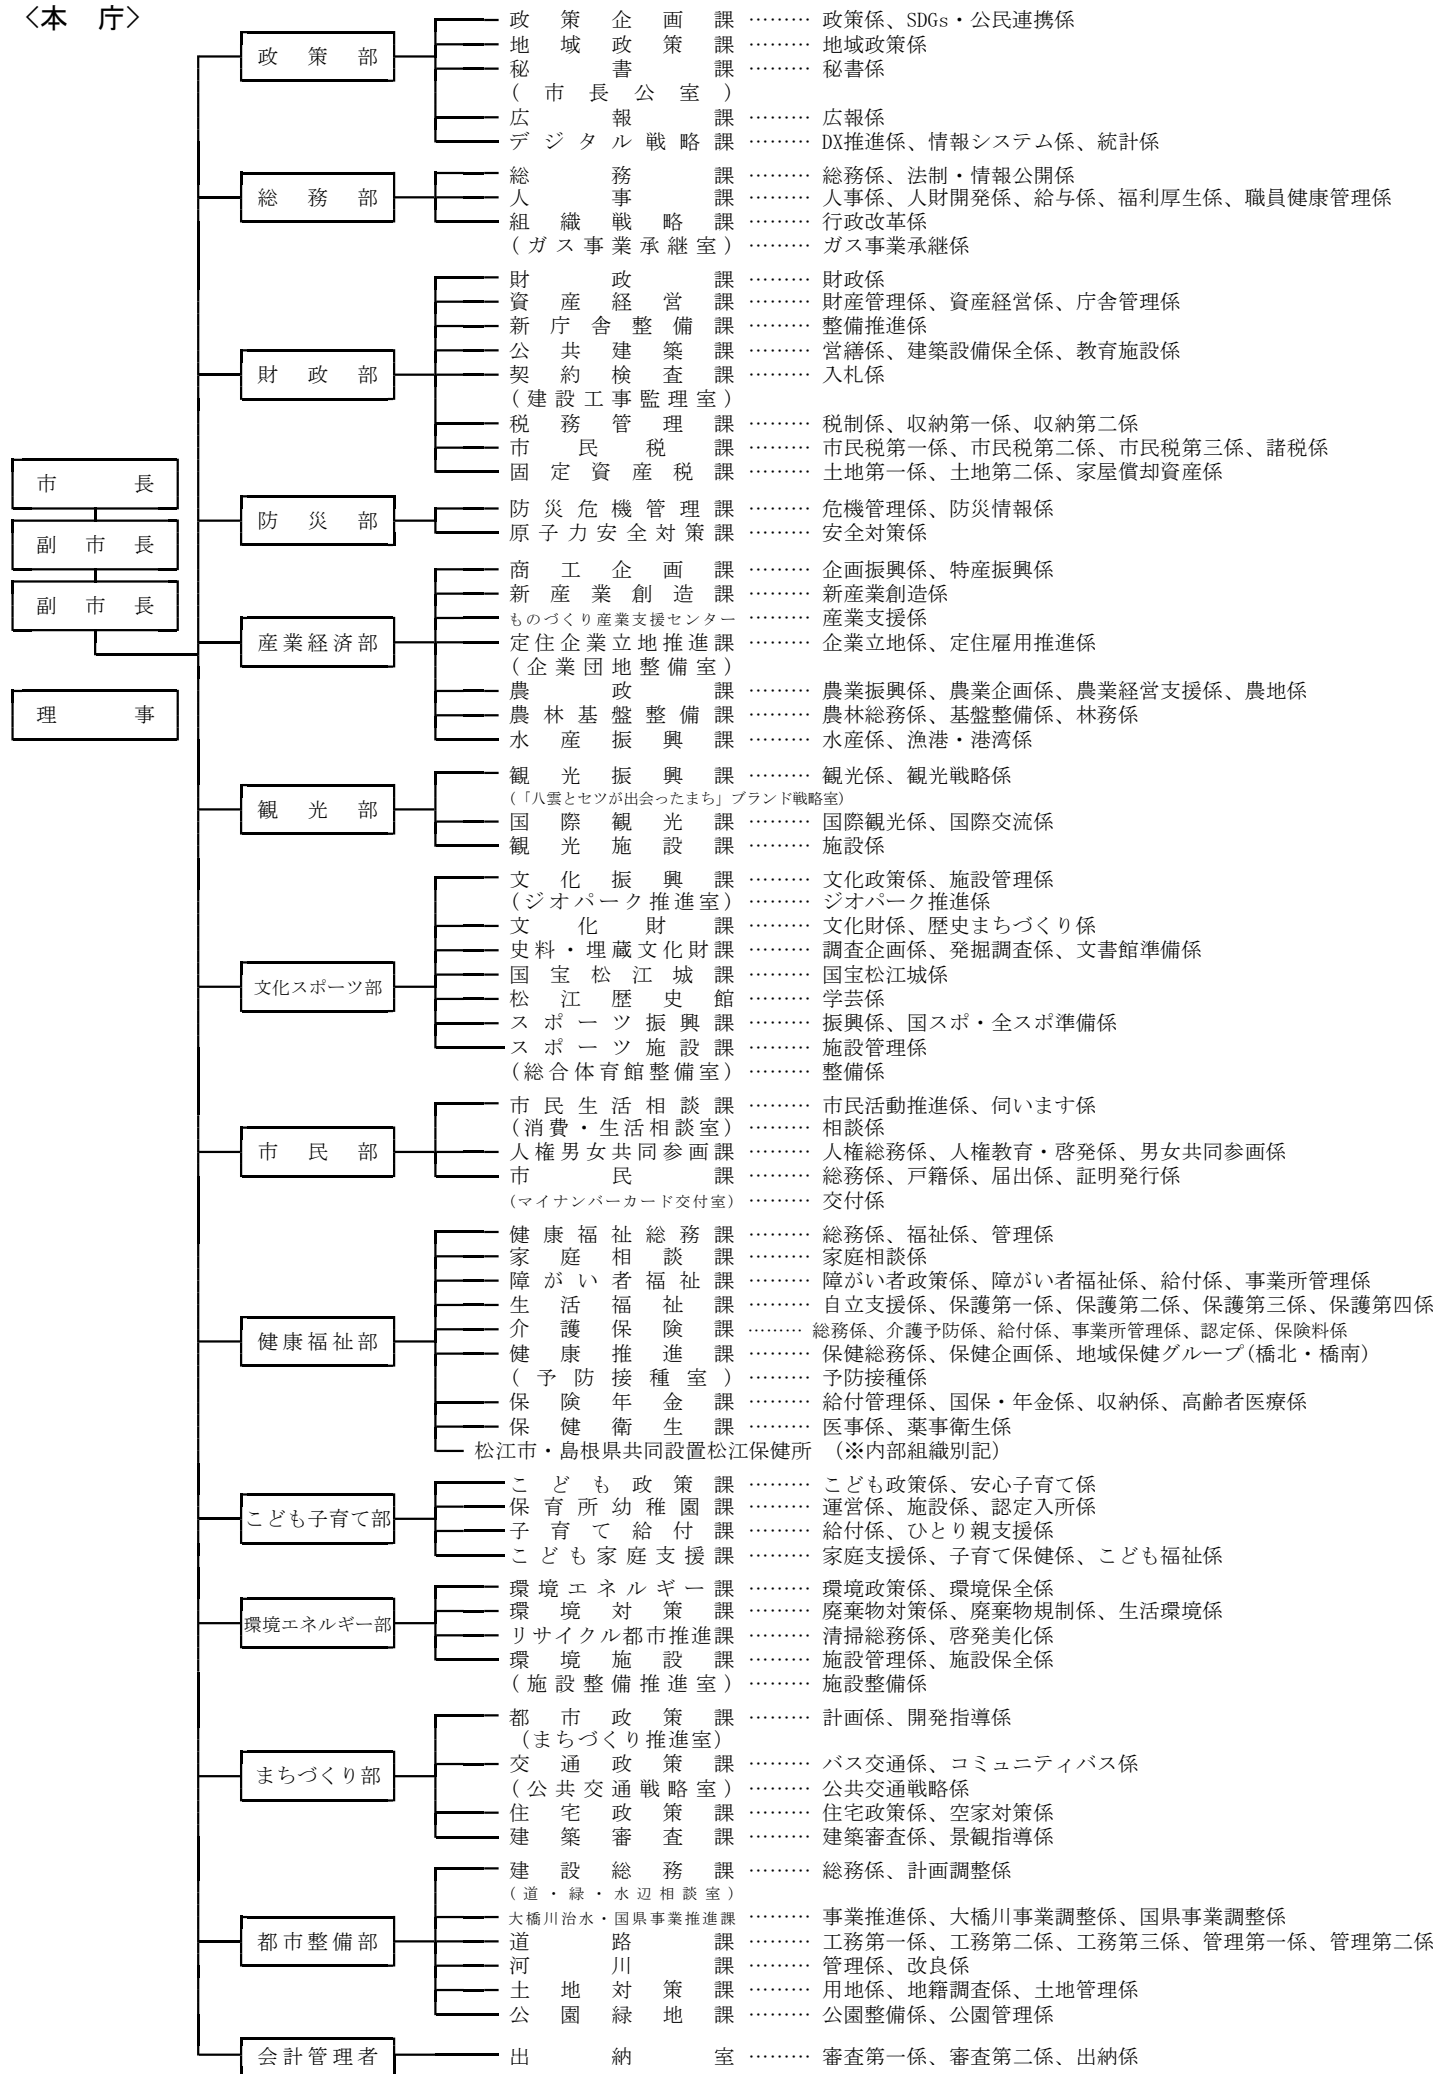 〈本 庁〉
政策部
政策企画課 ……… 政策係、SDGs・公民連携係
地域政策課 ……… 地域政策係
秘書課 ……… 秘書係
(市長公室)
広報課 ……… 広報係
デジタル戦略課 ……… DX推進係、情報システム係、統計係
総務部
総務課 ……… 総務係、法制・情報公開係
人事課 ……… 人事係、人財開発係、給与係、福利厚生係、職員健康管理係
組織戦略課 ……… 行政改革係
(ガス事業承継室) ……… ガス事業承継係
財政部
財政課 ……… 財政係
資産経営課 ……… 財産管理係、資産経営係、庁舎管理係
新庁舎整備課 ……… 整備推進係
公共建築課 ……… 営繕係、建築設備保全係、教育施設係
契約検査課 ……… 入札係
(建設工事監理室)
税務管理課 ……… 税制係、収納第一係、収納第二係
市民税課 ……… 市民税第一係、市民税第二係、市民税第三係、諸税係
固定資産税課 ……… 土地第一係、土地第二係、家屋償却資産係
市長
副市長
副市長
理事
防災部
防災危機管理課 ……… 危機管理係、防災情報係
原子力安全対策課 ……… 安全対策係
産業経済部
商工企画課 ……… 企画振興係、特産振興係
新産業創造課 ……… 新産業創造係
ものづくり産業支援センター ……… 産業支援係
定住企業立地推進課 ……… 企業立地係、定住雇用推進係
(企業団地整備室)
農政課 ……… 農業振興係、農業企画係、農業経営支援係、農地係
農林基盤整備課 ……… 農林総務係、基盤整備係、林務係
水産振興課 ……… 水産係、漁港・港湾係
観光部
観光振興課 ……… 観光係、観光戦略係
(「八雲とセツが出会ったまち」ブランド戦略室)
国際観光課 ……… 国際観光係、国際交流係
観光施設課 ……… 施設係
文化スポーツ部
文化振興課 ……… 文化政策係、施設管理係
(ジオパーク推進室) ……… ジオパーク推進係
文化財課 ……… 文化財係、歴史まちづくり係
史料・埋蔵文化財課 ……… 調査企画係、発掘調査係、文書館準備係
国宝松江城課 ……… 国宝松江城係
松江歴史館 ……… 学芸係
スポーツ振興課 ……… 振興係、国スポ・全スポ準備係
スポーツ施設課 ……… 施設管理係
(総合体育館整備室) ……… 整備係
市民部
市民生活相談課 ……… 市民活動推進係、伺います係
(消費・生活相談室) ……… 相談係
人権男女共同参画課 ……… 人権総務係、人権教育・啓発係、男女共同参画係
市民課 ……… 総務係、戸籍係、届出係、証明発行係
(マイナンバーカード交付室) ……… 交付係
健康福祉部
健康福祉総務課 ……… 総務係、福祉係、管理係
家庭相談課 ……… 家庭相談係
障がい者福祉課 ……… 障がい者政策係、障がい者福祉係、給付係、事業所管理係
生活福祉課 ……… 自立支援係、保護第一係、保護第二係、保護第三係、保護第四係
介護保険課 ……… 総務係、介護予防係、給付係、事業所管理係、認定係、保険料係
健康推進課 ……… 保健総務係、保健企画係、地域保健グループ(橋北・橋南)
(予防接種室) ……… 予防接種係
保険年金課 ……… 給付管理係、国保・年金係、収納係、高齢者医療係
保健衛生課 ……… 医事係、薬事衛生係
松江市・島根県共同設置松江保健所 (※内部組織別記)
こども子育て部
こども政策課 ……… こども政策係、安心子育て係
保育所幼稚園課 ……… 運営係、施設係、認定入所係
子育て給付課 ……… 給付係、ひとり親支援係
こども家庭支援課 ……… 家庭支援係、子育て保健係、こども福祉係
環境エネルギー部
環境エネルギー課 ……… 環境政策係、環境保全係
環境対策課 ……… 廃棄物対策係、廃棄物規制係、生活環境係
リサイクル都市推進課 ……… 清掃総務係、啓発美化係
環境施設課 ……… 施設管理係、施設保全係
(施設整備推進室) ……… 施設整備係
まちづくり部
都市政策課 ……… 計画係、開発指導係
(まちづくり推進室)
交通政策課 ……… バス交通係、コミュニティバス係
(公共交通戦略室) ……… 公共交通戦略係
住宅政策課 ……… 住宅政策係、空家対策係
建築審査課 ……… 建築審査係、景観指導係
都市整備部
建設総務課 ……… 総務係、計画調整係
(道・緑・水辺相談室)
大橋川治水・国県事業推進課 ……… 事業推進係、大橋川事業調整係、国県事業調整係
道路課 ……… 工務第一係、工務第二係、工務第三係、管理第一係、管理第二係
河川課 ……… 管理係、改良係
土地対策課 ……… 用地係、地籍調査係、土地管理係
公園緑地課 ……… 公園整備係、公園管理係
会計管理者
出納室 ……… 審査第一係、審査第二係、出納係